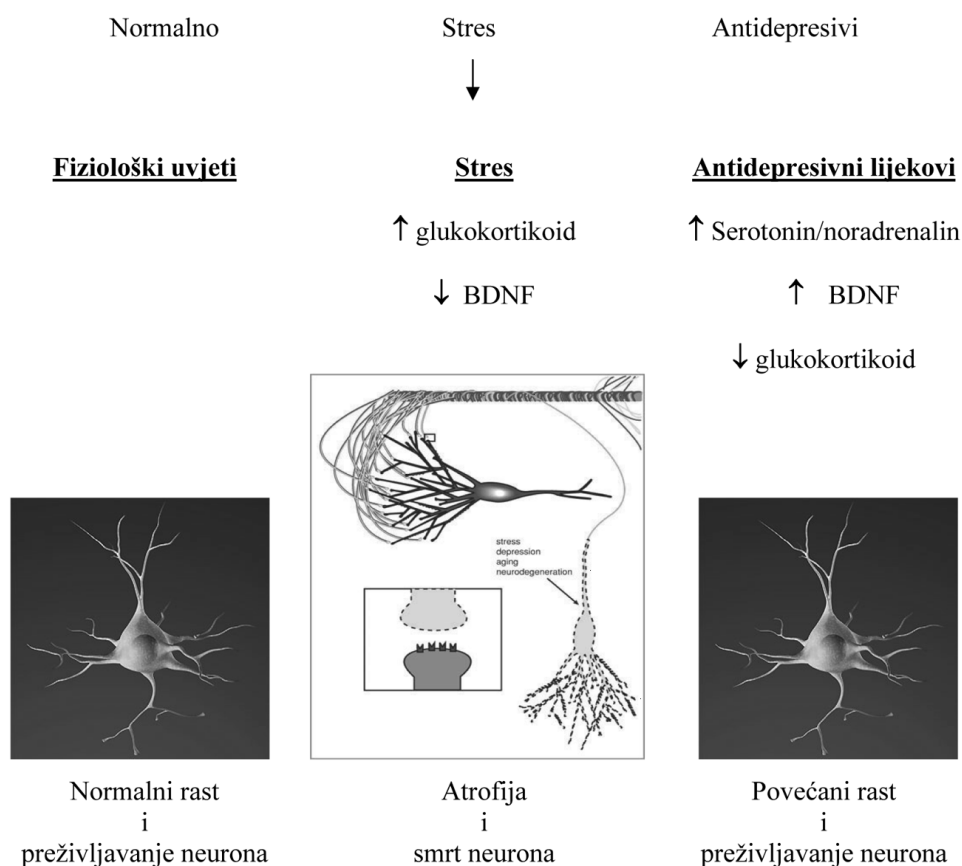 Normalno
Stres
Antidepresivi
↓
Fiziološki uvjeti
Stres
Antidepresivni lijekovi
↑ glukokortikoid
↑ Serotonin/noradrenalin
↓ BDNF
↑ BDNF
↓ glukokortikoid
stress
depression
aging
neurodegeneration
Normalni rast
i
preživljavanje neurona
Atrofija
i
smrt neurona
Povećani rast
i
preživljavanje neurona